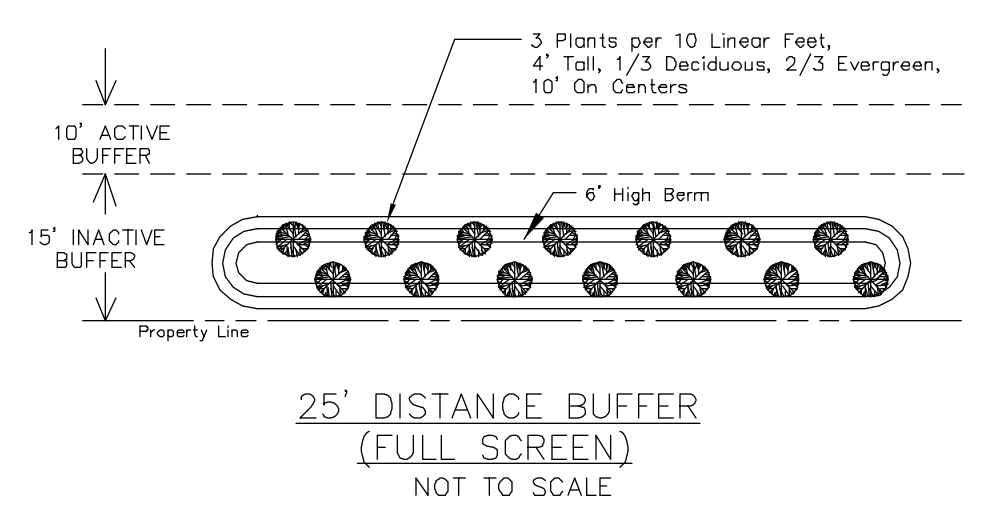 3 Plants per 10 Linear Feet,
4' Tall, 1/3 Deciduous, 2/3 Evergreen,
10' On Centers
10' ACTIVE
BUFFER
6' High Berm
15' INACTIVE
BUFFER
Property Line
25' DISTANCE BUFFER
(FULL SCREEN)
NOT TO SCALE